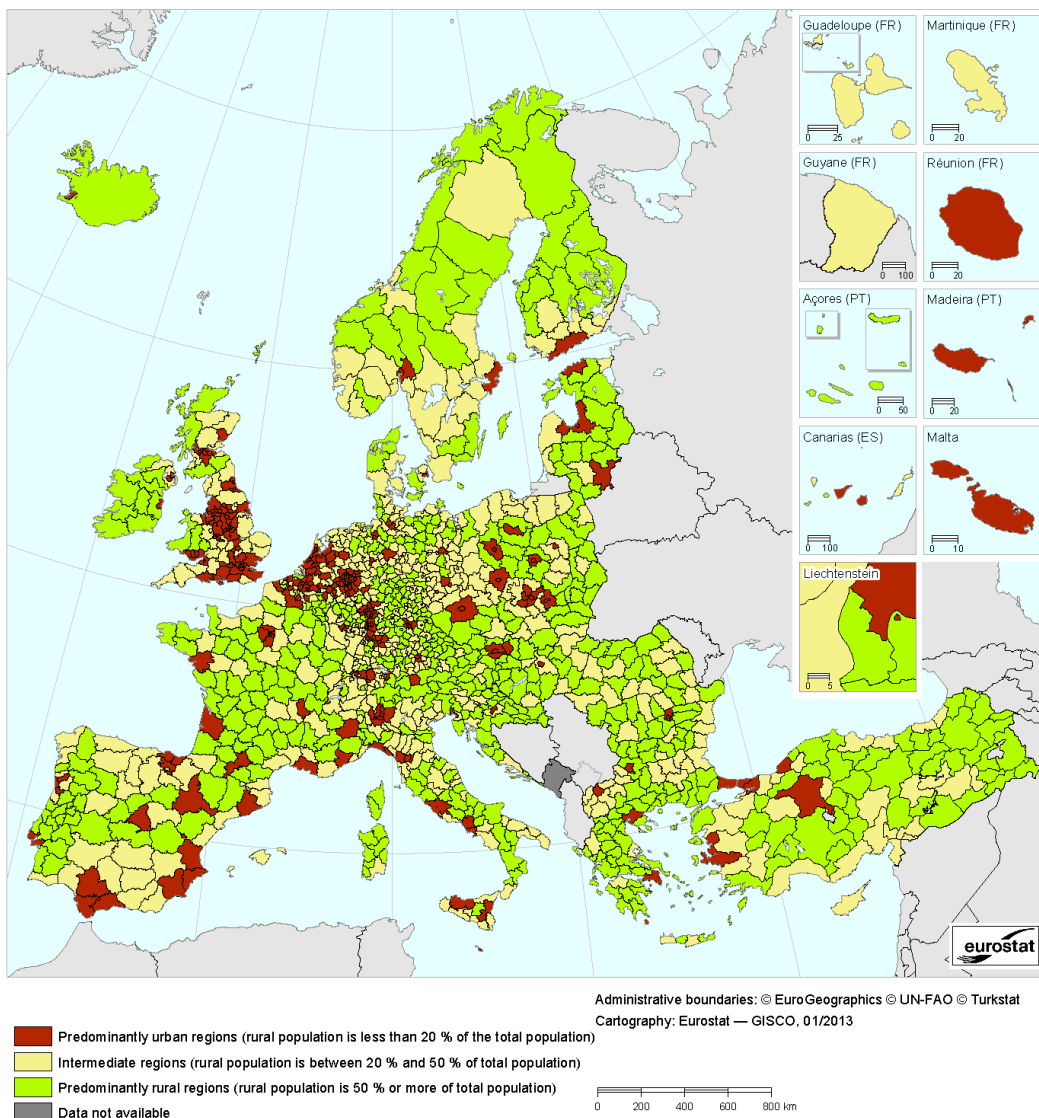 Guadeloupe (FR)
Martinique (FR)
0 25
0 20
Guyane (FR)
Réunion (FR)
0 100
0 20
Açores (PT)
Madeira (PT)
0 50
0 20
Canarias (ES)
Malta
0 100
0 10
Liechtenstein
0 5
eurostat
Administrative boundaries: © EuroGeographics © UN-FAO © Turkstat
Cartography: Eurostat — GISCO, 01/2013
Predominantly urban regions (rural population is less than 20 % of the total population)
Intermediate regions (rural population is between 20 % and 50 % of total population)
Predominantly rural regions (rural population is 50 % or more of total population)
Data not available
0 200 400 600 800 km